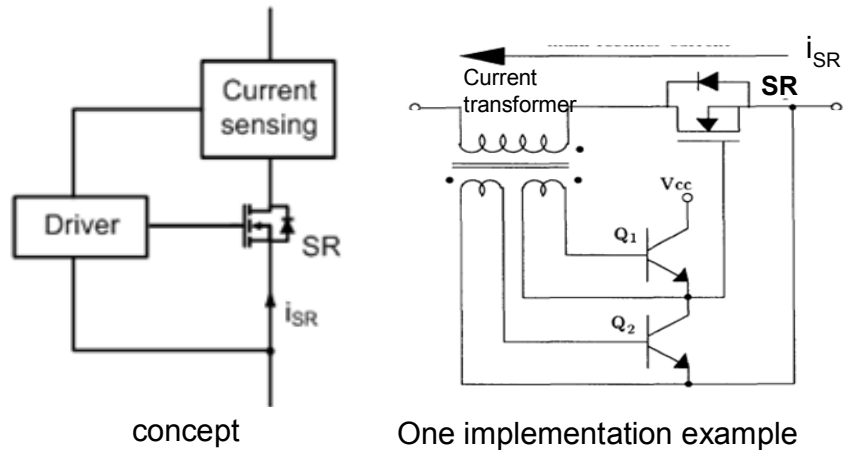 Current
sensing
Driver
SR
iSR
concept
iSR
Current
transformer
SR
Vcc
Q1
Q2
One implementation example